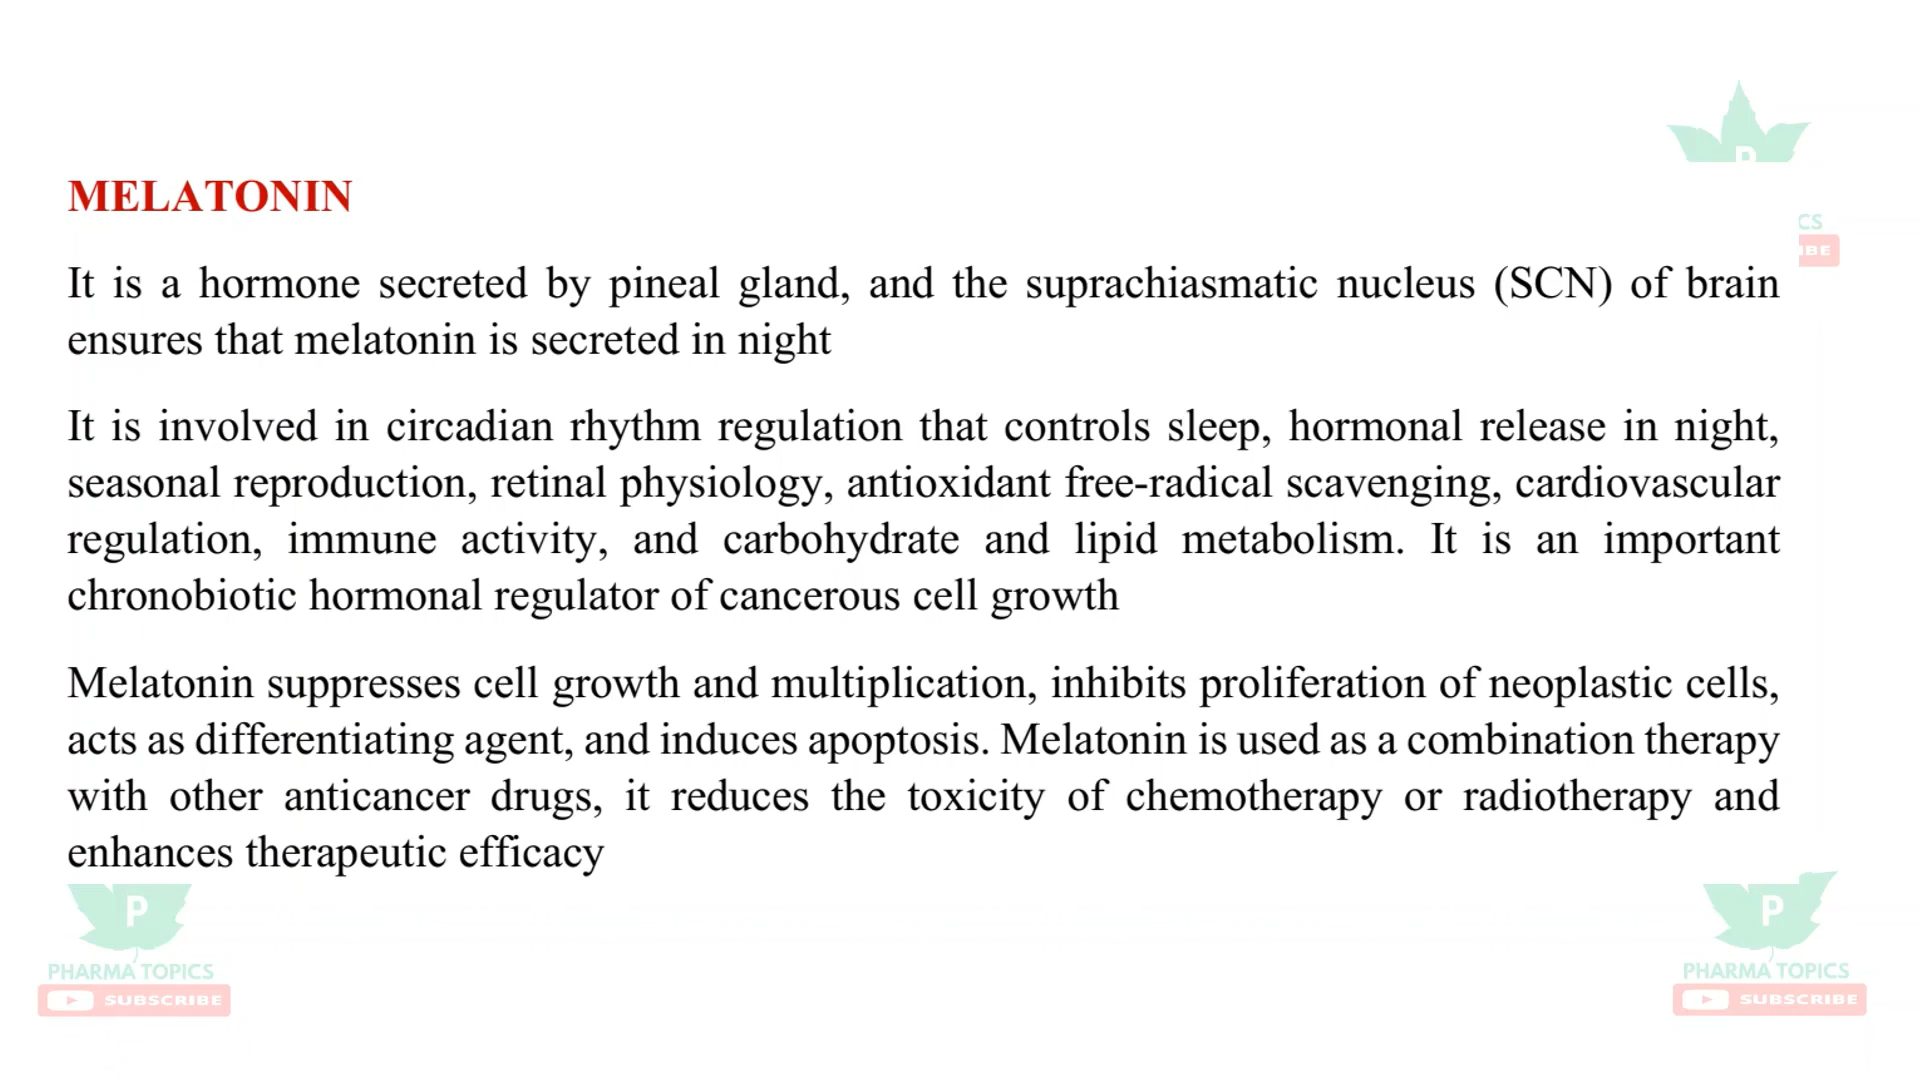 MELATONIN
CS
IBE
It is a hormone secreted by pineal gland, and the suprachiasmatic nucleus (SCN) of brain
ensures that melatonin is secreted in night
It is involved in circadian rhythm regulation that controls sleep, hormonal release in night,
seasonal reproduction, retinal physiology, antioxidant free-radical scavenging, cardiovascular
regulation, immune activity, and carbohydrate and lipid metabolism. It is an important
chronobiotic hormonal regulator of cancerous cell growth
Melatonin suppresses cell growth and multiplication, inhibits proliferation of neoplastic cells,
acts as differentiating agent, and induces apoptosis. Melatonin is used as a combination therapy
with other anticancer drugs, it reduces the toxicity of chemotherapy or radiotherapy and
enhances therapeutic efficacy
P
PHARMA TOPICS
SUBSCRIBE
P
PHARMA TOPICS
SUBSCRIBE